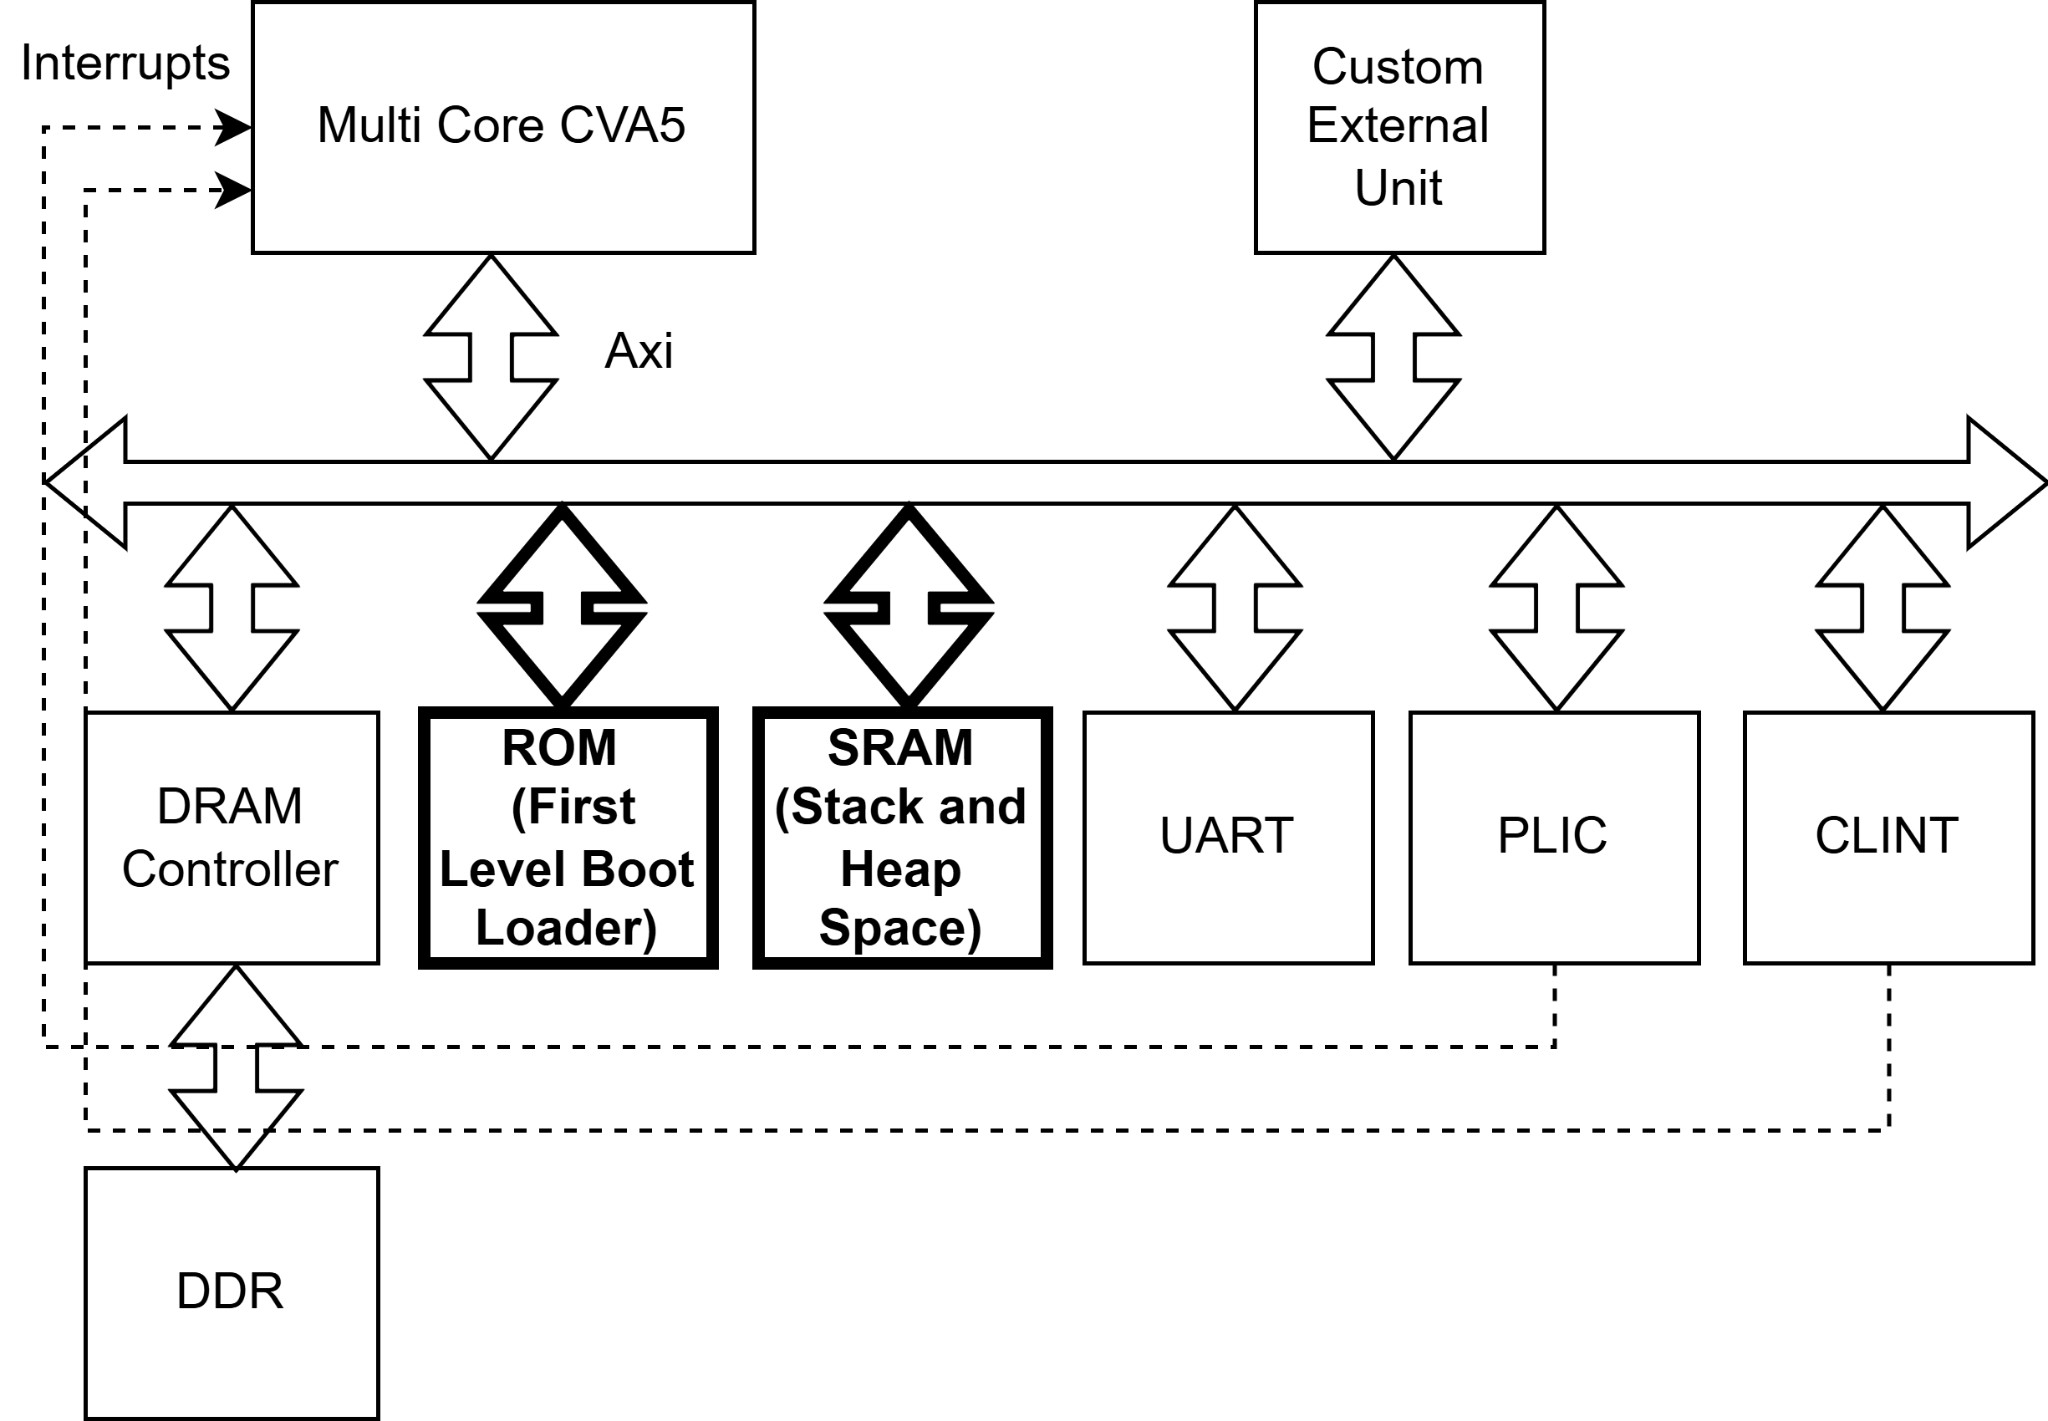 Interrupts
Multi Core CVA5
Custom
External
Unit
Axi
DRAM
Controller
ROM
(First
Level Boot
Loader)
SRAM
(Stack and
Heap
Space)
UART
PLIC
CLINT
DDR